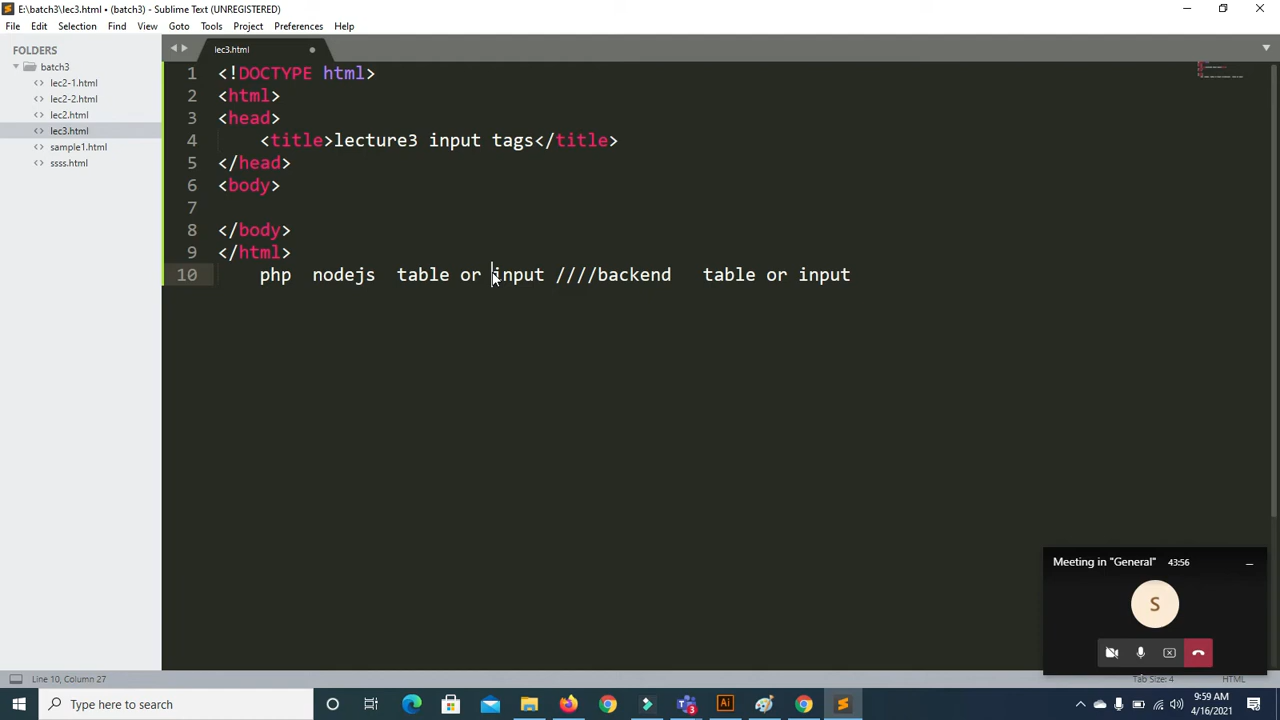 E:\batch3\lec3.html • (batch3) - Sublime Text (UNREGISTERED)
File Edit Selection Find View Goto Tools Project Preferences Help
FOLDERS
batch3
lec2-1.html
lec2-2.html
lec2.html
lec3.html
sample1.html
ssss.html
lec3.html
1 <!DOCTYPE html>
2 <html>
3 <head>
4 <title>lecture3 input tags</title>
5 </head>
6 <body>
7
8 </body>
9 </html>
10 php nodejs table or input ////backend table or input
Meeting in "General" 43:56
S
Line 10, Column 27
Tab Size: 4
HTML
Type here to search
3
Ai
9:59 AM
4/16/2021